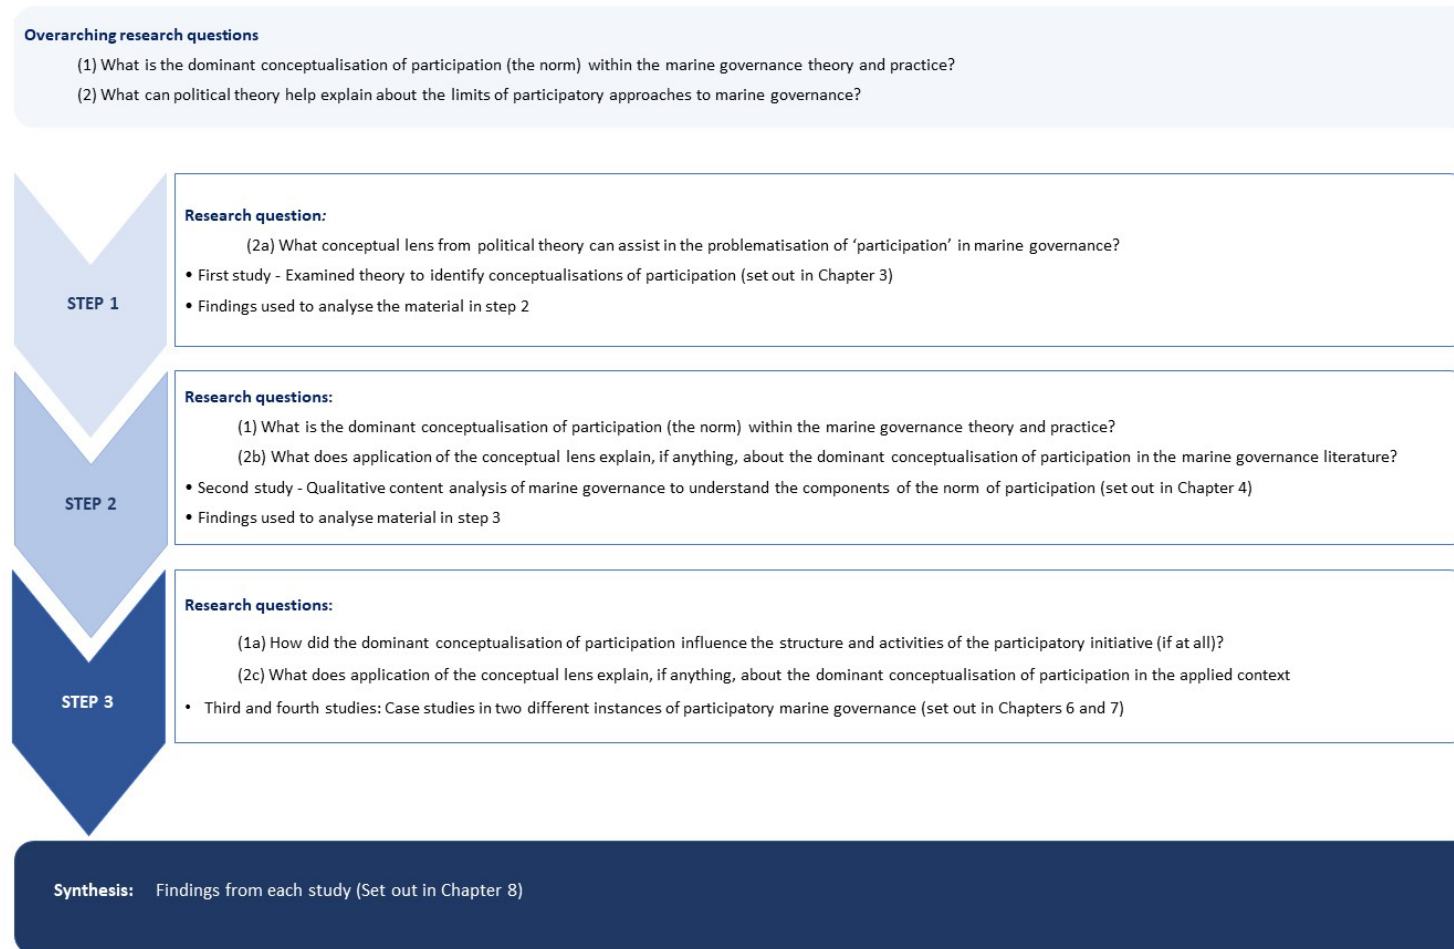 Overarching research questions
(1) What is the dominant conceptualisation of participation (the norm) within the marine governance theory and practice?
(2) What can political theory help explain about the limits of participatory approaches to marine governance?
STEP 1
Research question:
(2a) What conceptual lens from political theory can assist in the problematisation of ‘participation’ in marine governance?
• First study - Examined theory to identify conceptualisations of participation (set out in Chapter 3)
• Findings used to analyse the material in step 2
STEP 2
Research questions:
(1) What is the dominant conceptualisation of participation (the norm) within the marine governance theory and practice?
(2b) What does application of the conceptual lens explain, if anything, about the dominant conceptualisation of participation in the marine governance literature?
• Second study - Qualitative content analysis of marine governance to understand the components of the norm of participation (set out in Chapter 4)
• Findings used to analyse material in step 3
STEP 3
Research questions:
(1a) How did the dominant conceptualisation of participation influence the structure and activities of the participatory initiative (if at all)?
(2c) What does application of the conceptual lens explain, if anything, about the dominant conceptualisation of participation in the applied context
• Third and fourth studies: Case studies in two different instances of participatory marine governance (set out in Chapters 6 and 7)
Synthesis: Findings from each study (Set out in Chapter 8)